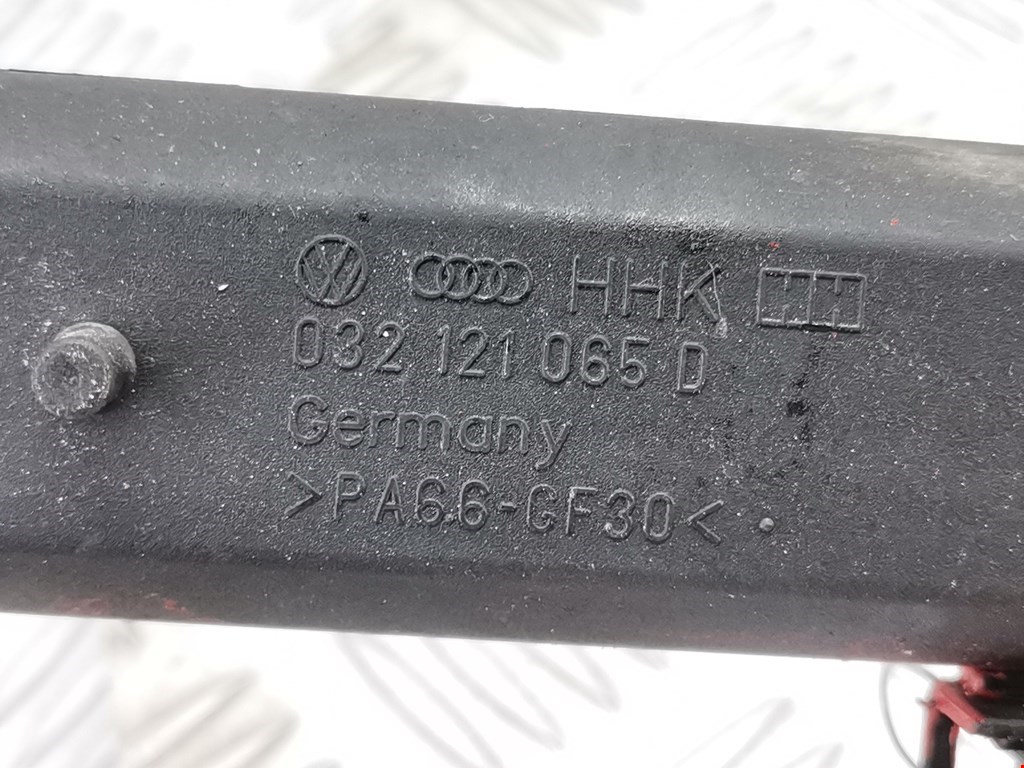 HHK
032 121 065 D
Germany
>PA66-GF30<